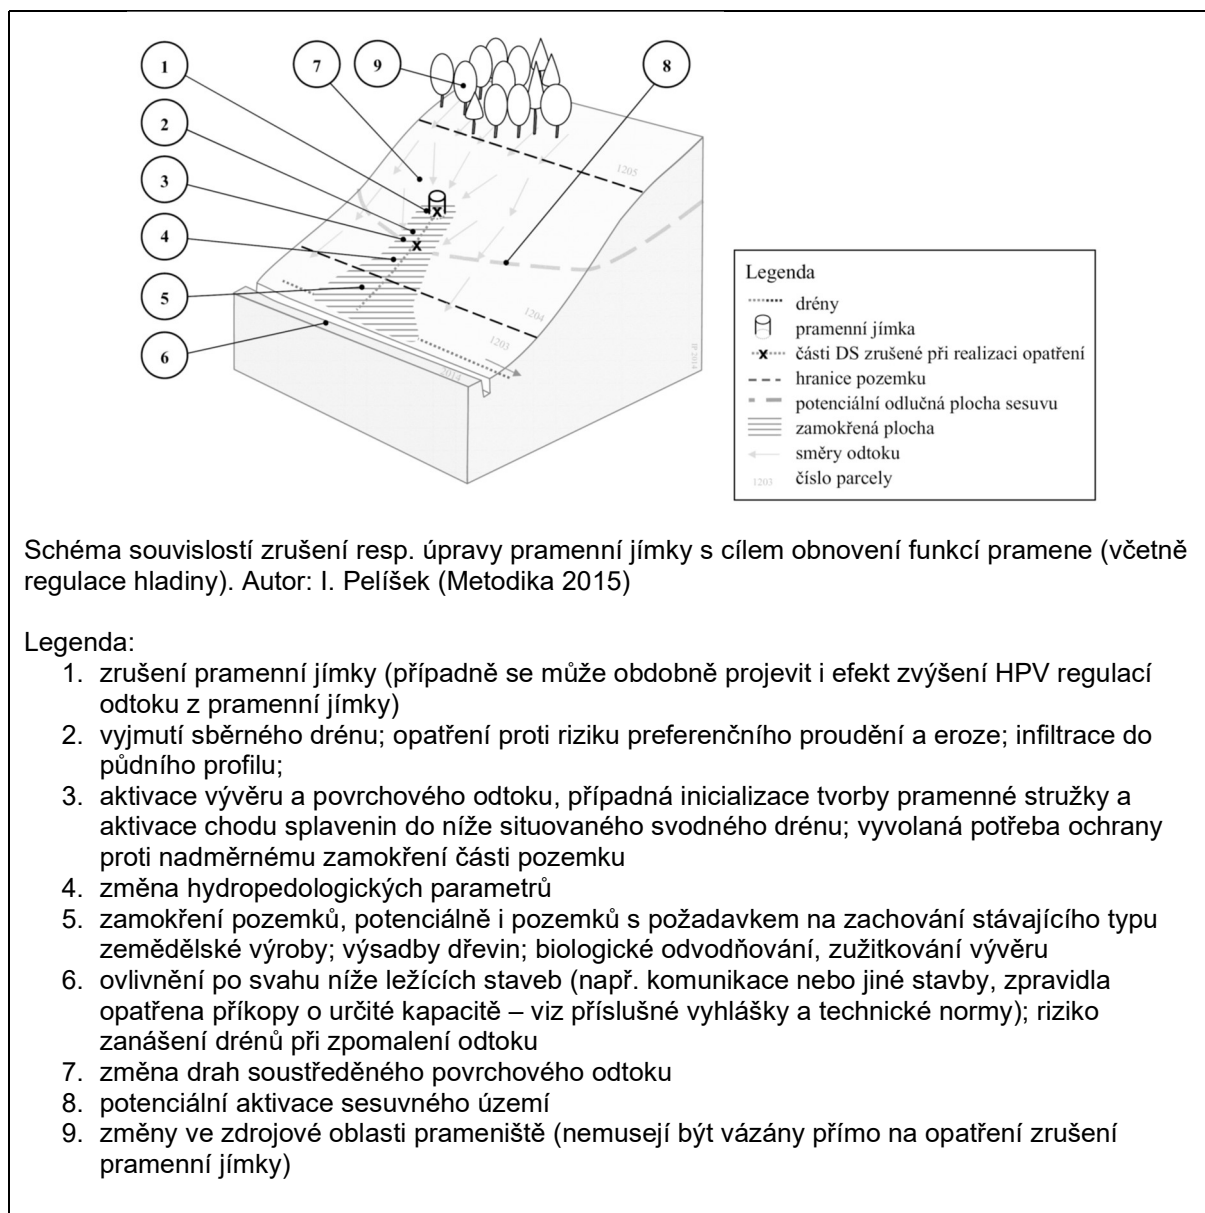 1
7
9
8
2
3
4
5
6
1205
1204
1203
2014
IP 2014
Legenda
drény
pramenní jímka
části DS zrušené při realizaci opatření
hranice pozemku
potenciální odlučná plocha sesuvu
zamokřená plocha
směry odtoku
1203 číslo parcely
Schéma souvislostí zrušení resp. úpravy pramenní jímky s cílem obnovení funkcí pramene (včetně
regulace hladiny). Autor: I. Pelíšek (Metodika 2015)
Legenda:
1. zrušení pramenní jímky (případně se může obdobně projevit i efekt zvýšení HPV regulací
odtoku z pramenní jímky)
2. vyjmutí sběrného drénu; opatření proti riziku preferenčního proudění a eroze; infiltrace do
půdního profilu;
3. aktivace vývěru a povrchového odtoku, případná inicializace tvorby pramenné stružky a
aktivace chodu splavenin do níže situovaného svodného drénu; vyvolaná potřeba ochrany
proti nadměrnému zamokření části pozemku
4. změna hydropedologických parametrů
5. zamokření pozemků, potenciálně i pozemků s požadavkem na zachování stávajícího typu
zemědělské výroby; výsadby dřevin; biologické odvodňování, zužitkování vývěru
6. ovlivnění po svahu níže ležících staveb (např. komunikace nebo jiné stavby, zpravidla
opatřena příkopy o určité kapacitě – viz příslušné vyhlášky a technické normy); riziko
zanášení drénů při zpomalení odtoku
7. změna drah soustředěného povrchového odtoku
8. potenciální aktivace sesuvného území
9. změny ve zdrojové oblasti prameniště (nemusejí být vázány přímo na opatření zrušení
pramenní jímky)